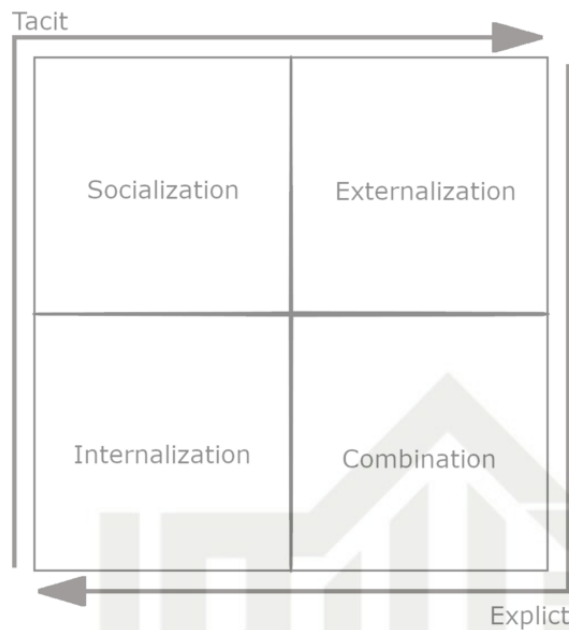 Tacit
Socialization
Externalization
Internalization
Combination
Explict